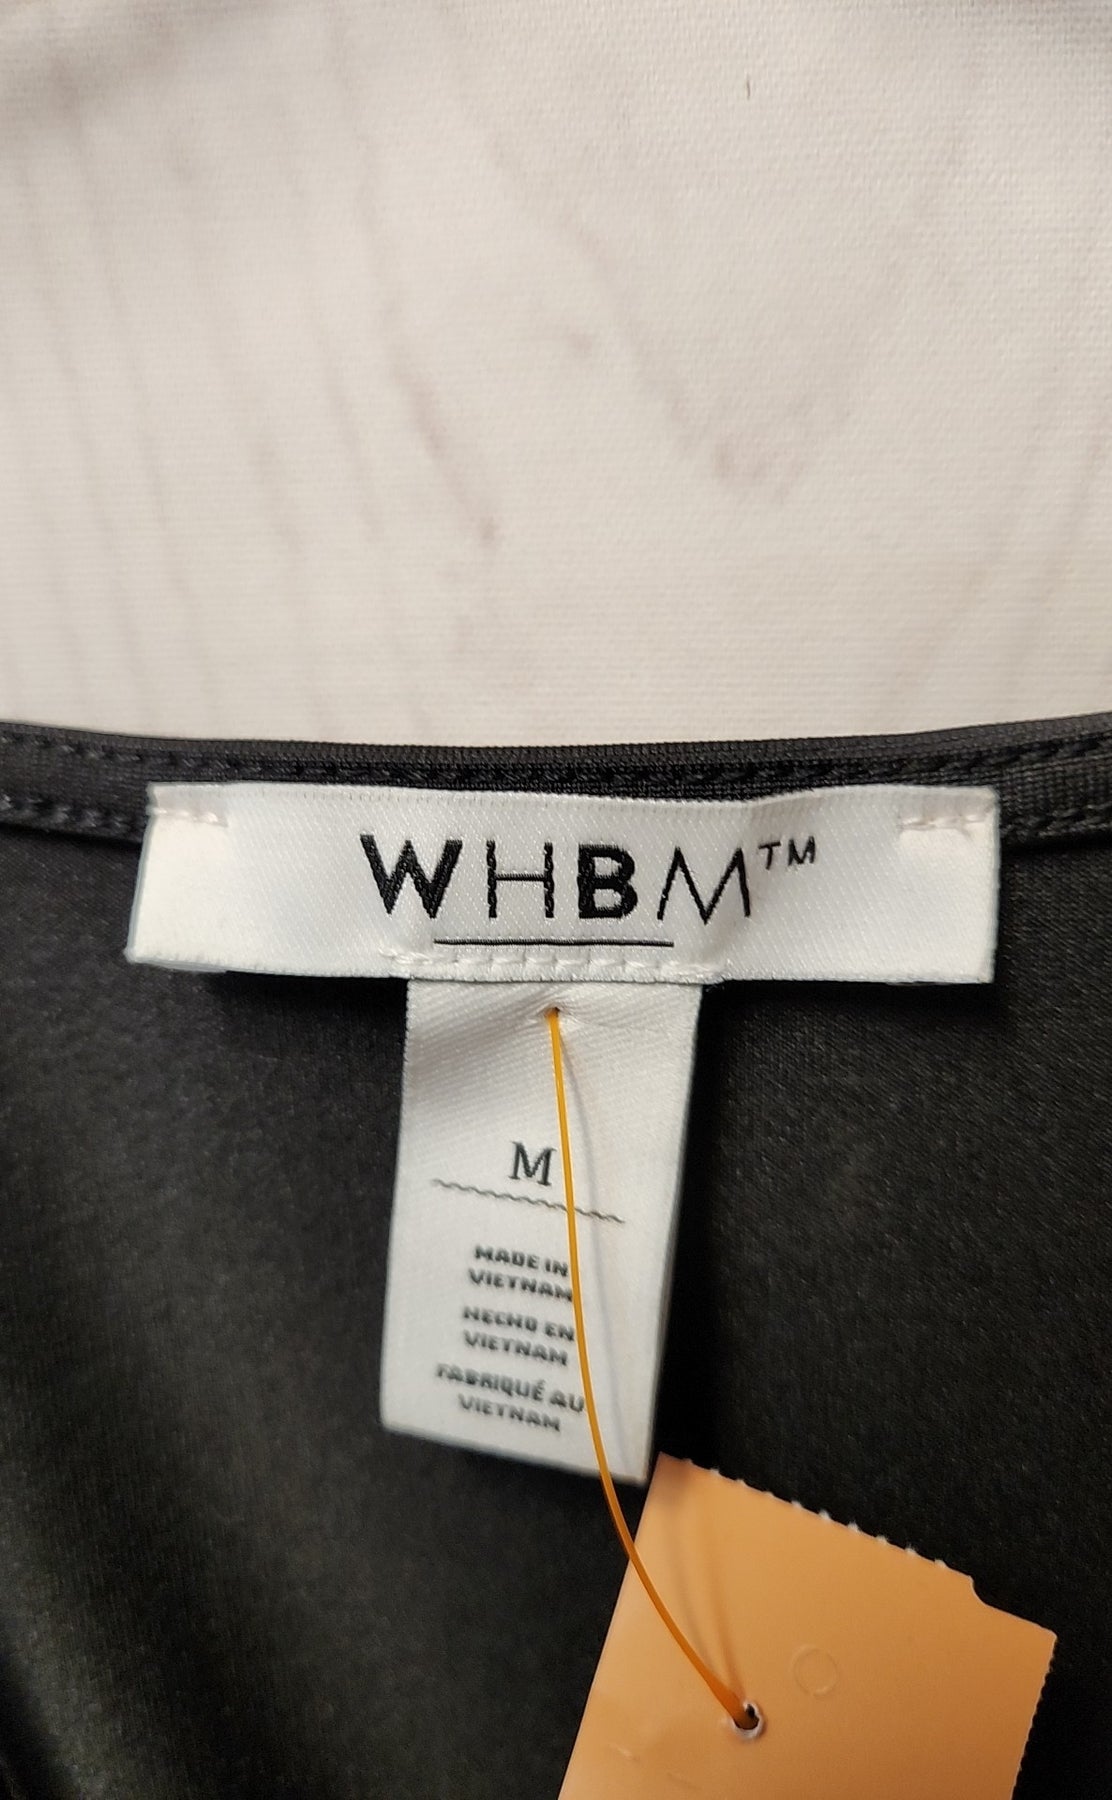 WHBM™
M
MADE IN
VIETNAM
HECHO EN
VIETNAM
FABRIQUÉ AU
VIETNAM